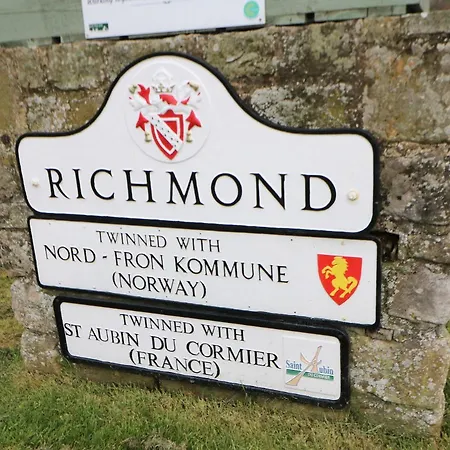 RICHMOND
TWINNED WITH
NORD - FRON KOMMUNE
(NORWAY)
TWINNED WITH
ST AUBIN DU CORMIER
(FRANCE)
Saint Aubin